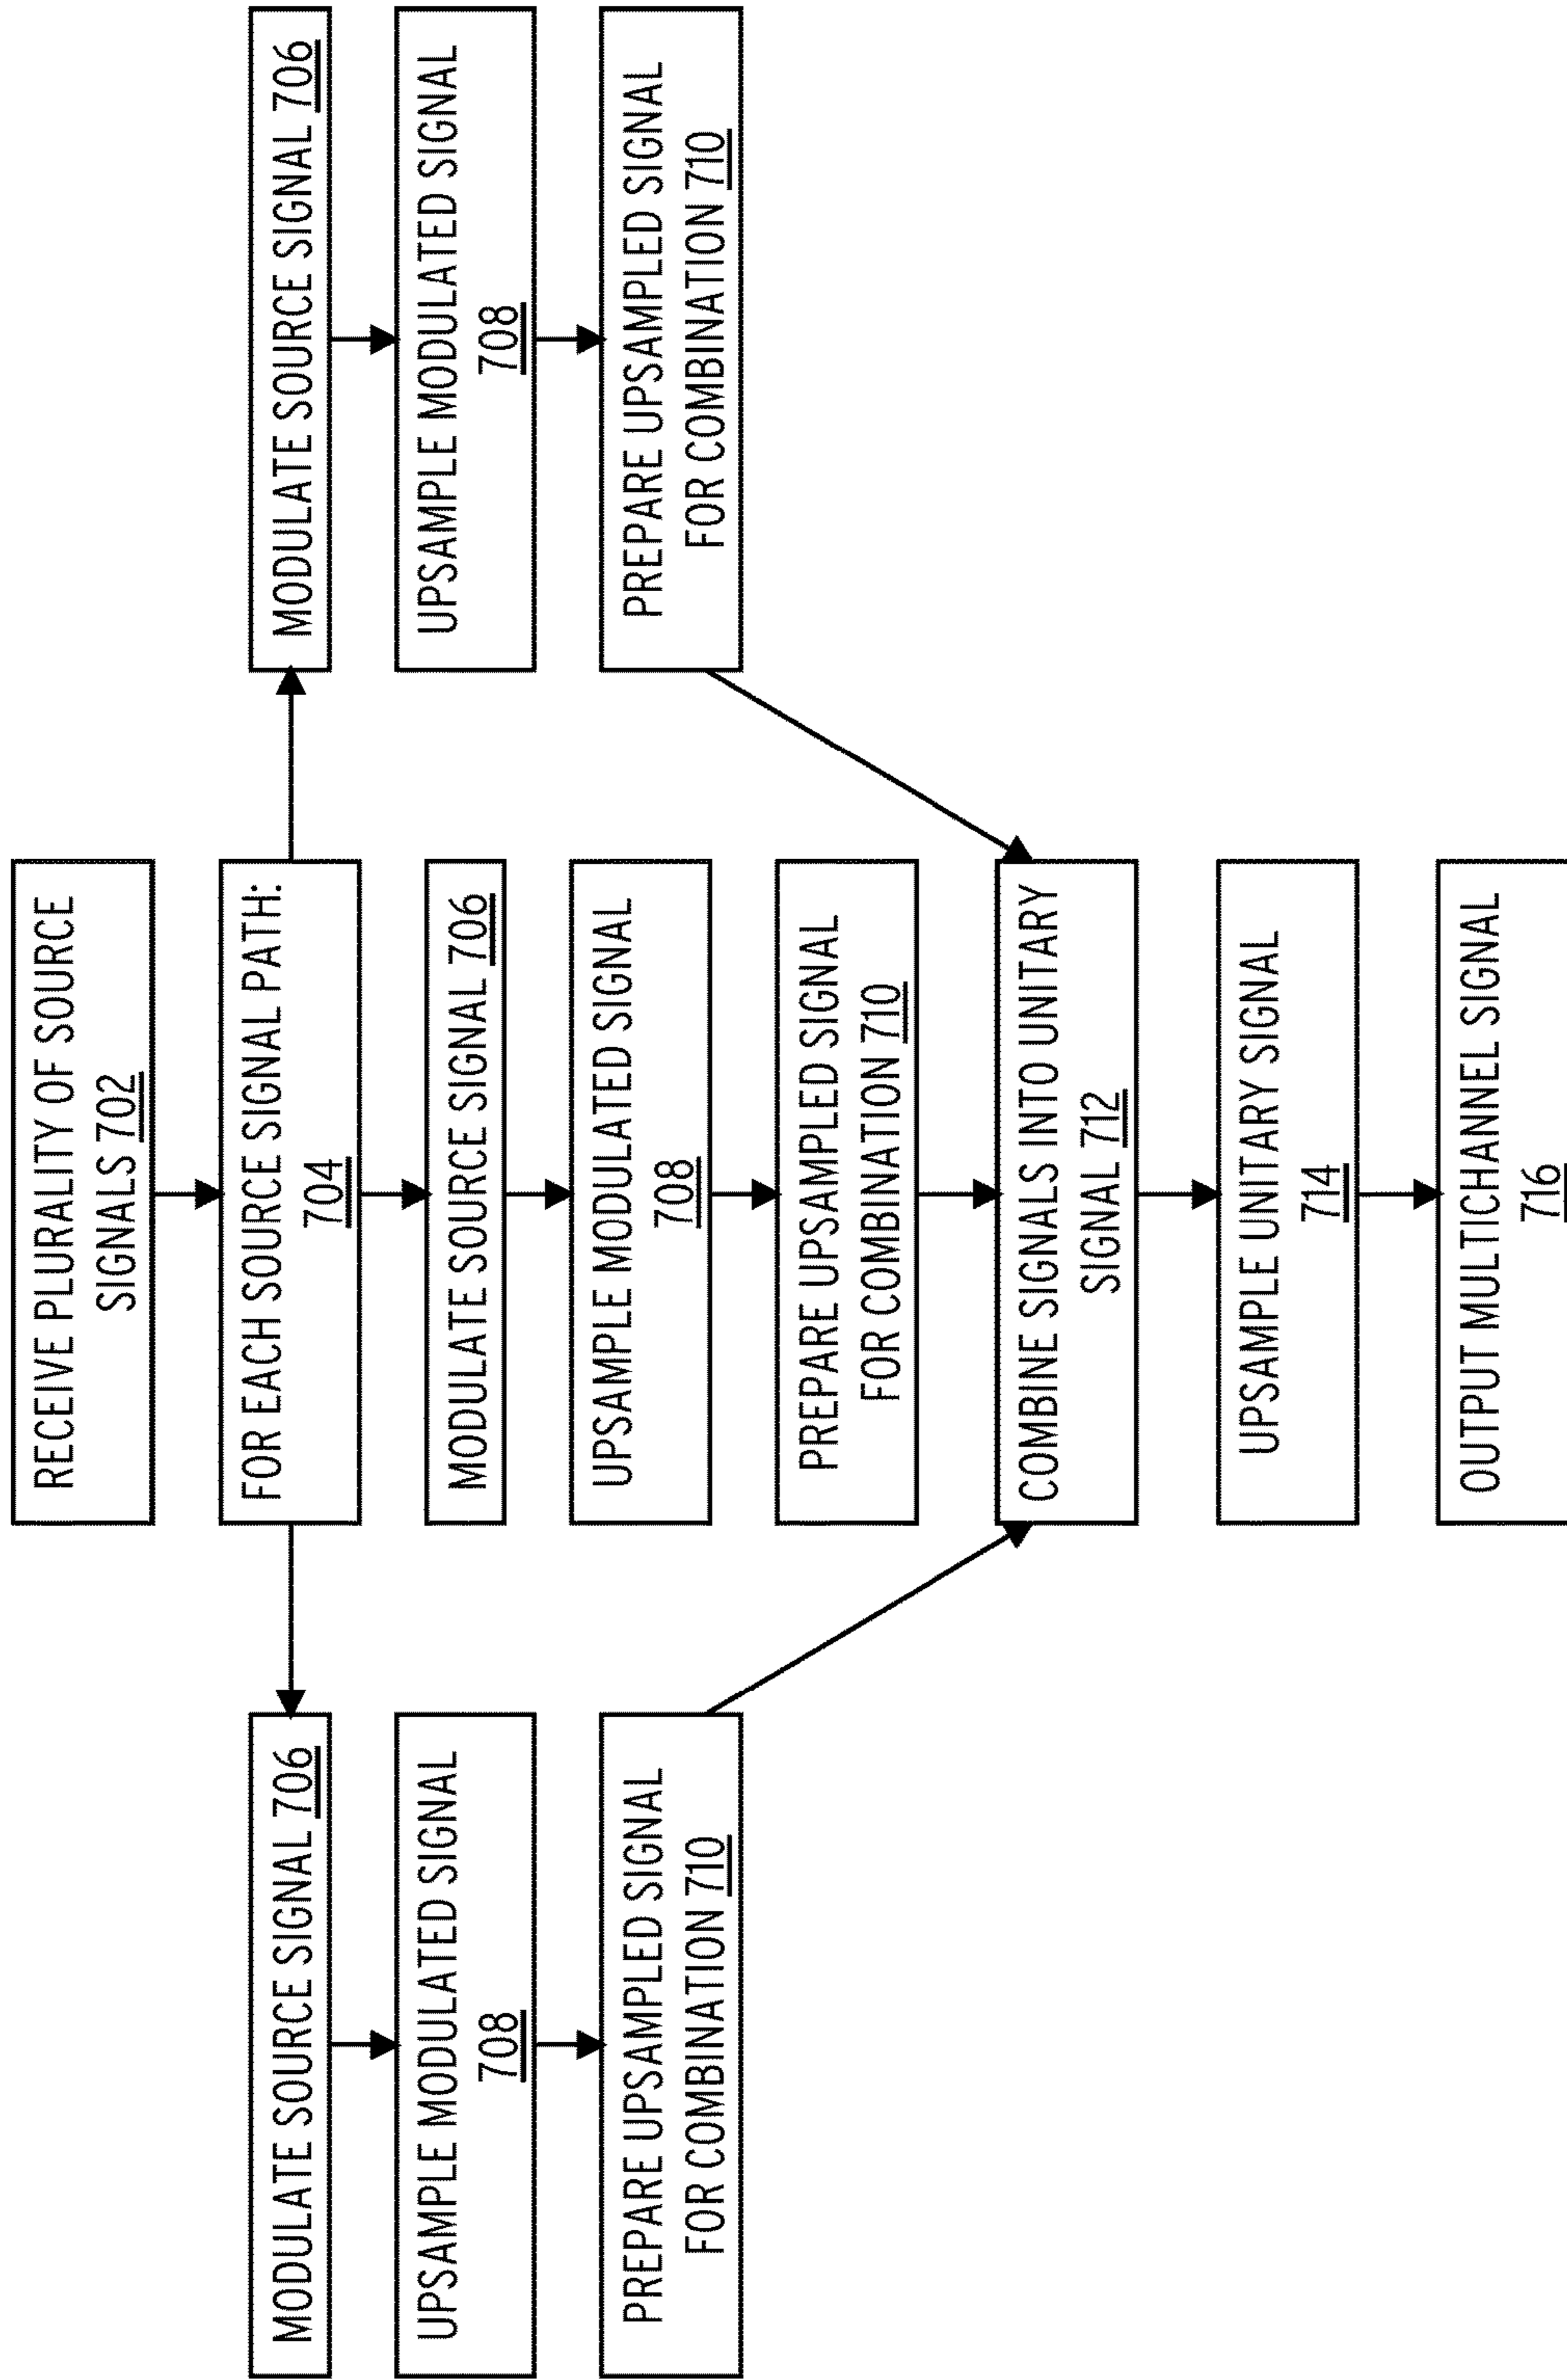 RECEIVE PLURALITY OF SOURCE
SIGNALS 702
FOR EACH SOURCE SIGNAL PATH:
704
MODULATE SOURCE SIGNAL 706
UPSAMPLE MODULATED SIGNAL
708
PREPARE UPSAMPLED SIGNAL
FOR COMBINATION 710
MODULATE SOURCE SIGNAL 706
UPSAMPLE MODULATED SIGNAL
708
PREPARE UPSAMPLED SIGNAL
FOR COMBINATION 710
MODULATE SOURCE SIGNAL 706
UPSAMPLE MODULATED SIGNAL
708
PREPARE UPSAMPLED SIGNAL
FOR COMBINATION 710
COMBINE SIGNALS INTO UNITARY
SIGNAL 712
UPSAMPLE UNITARY SIGNAL
714
OUTPUT MULTICHANNEL SIGNAL
716